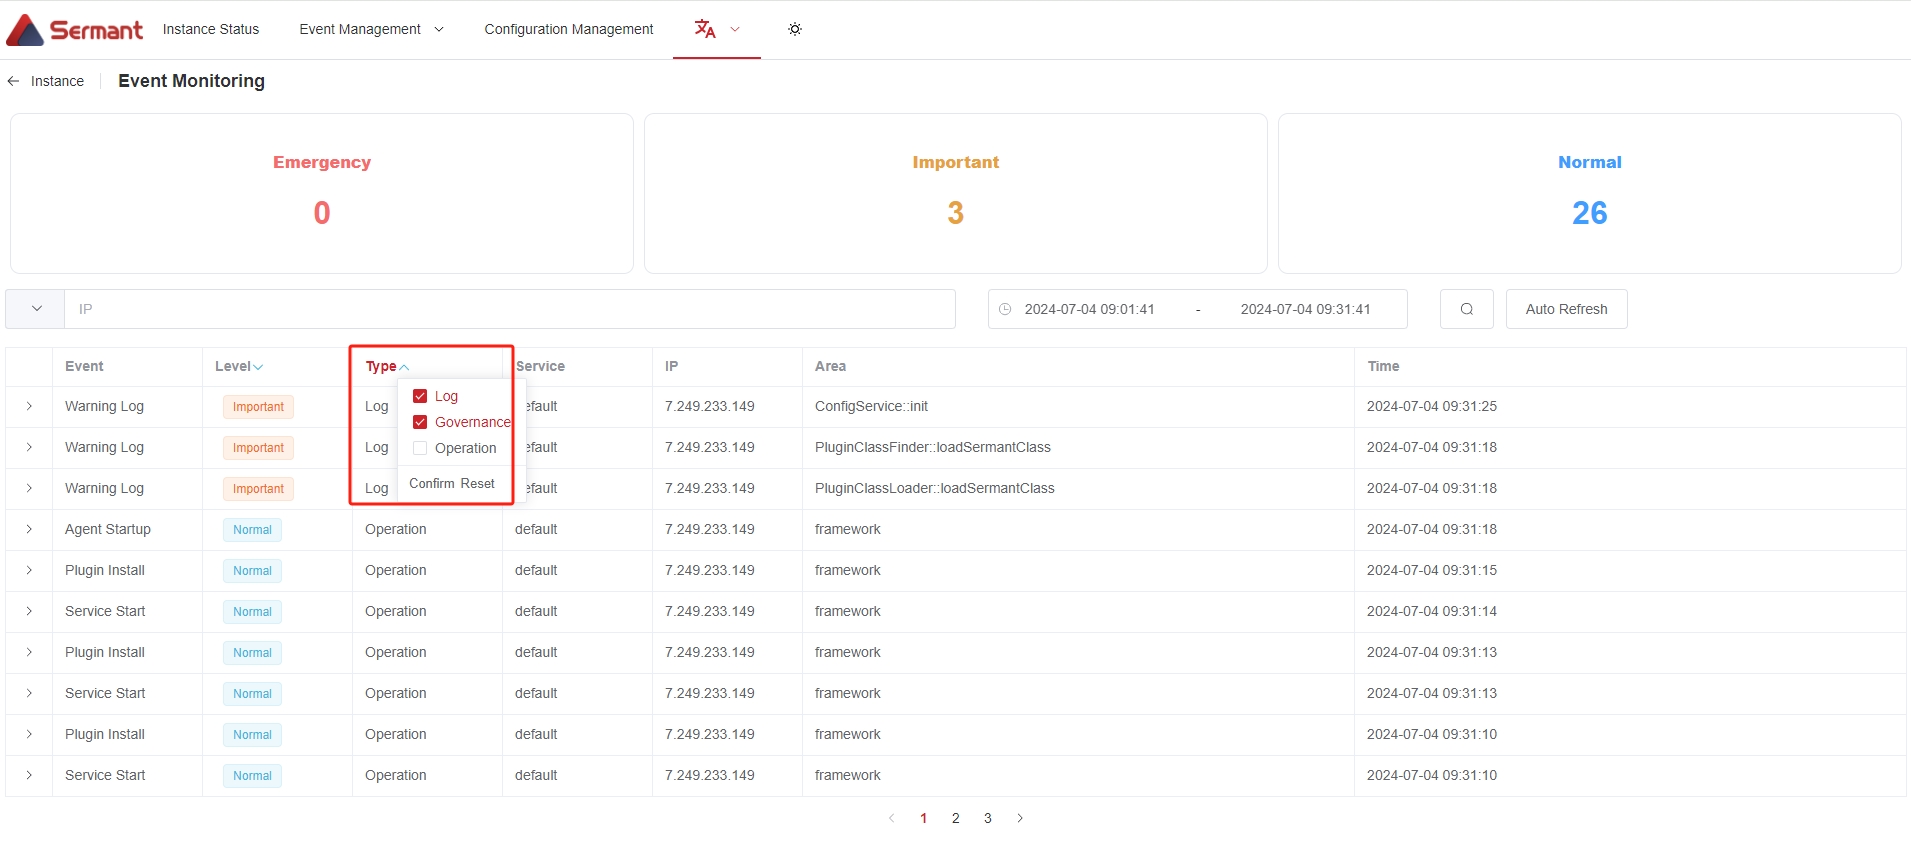 Sermant Instance Status Event Management Configuration Management
Instance Event Monitoring
Emergency Important Normal
0 3 26
IP 2024-07-04 09:01:41 - 2024-07-04 09:31:41 Auto Refresh
Event Level Type Service IP Area Time
Log
Governance
Operation
Confirm Reset
Warning Log Important Log efault 7.249.233.149 ConfigService::init 2024-07-04 09:31:25
Warning Log Important Log efault 7.249.233.149 PluginClassFinder::loadSermantClass 2024-07-04 09:31:18
Warning Log Important Log efault 7.249.233.149 PluginClassLoader::loadSermantClass 2024-07-04 09:31:18
Agent Startup Normal Operation default 7.249.233.149 framework 2024-07-04 09:31:18
Plugin Install Normal Operation default 7.249.233.149 framework 2024-07-04 09:31:15
Service Start Normal Operation default 7.249.233.149 framework 2024-07-04 09:31:14
Plugin Install Normal Operation default 7.249.233.149 framework 2024-07-04 09:31:13
Service Start Normal Operation default 7.249.233.149 framework 2024-07-04 09:31:13
Plugin Install Normal Operation default 7.249.233.149 framework 2024-07-04 09:31:10
Service Start Normal Operation default 7.249.233.149 framework 2024-07-04 09:31:10
1 2 3